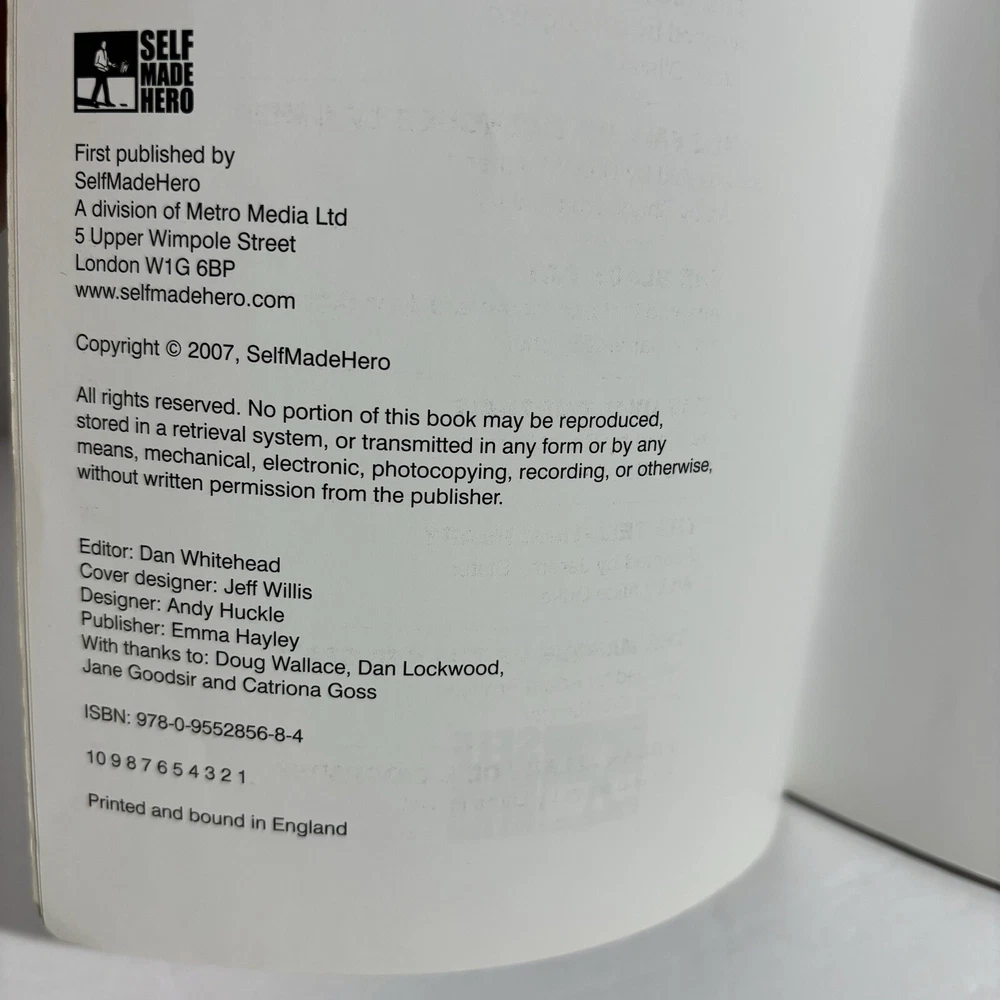 SELF
MADE
HERO
First published by
SelfMadeHero
A division of Metro Media Ltd
5 Upper Wimpole Street
London W1G 6BP
www.selfmadehero.com
Copyright © 2007, SelfMadeHero
All rights reserved. No portion of this book may be reproduced,
stored in a retrieval system, or transmitted in any form or by any
means, mechanical, electronic, photocopying, recording, or otherwise,
without written permission from the publisher.
Editor: Dan Whitehead
Cover designer: Jeff Willis
Designer: Andy Huckle
Publisher: Emma Hayley
With thanks to: Doug Wallace, Dan Lockwood,
Jane Goodsir and Catriona Goss
ISBN: 978-0-9552856-8-4
10 9 8 7 6 5 4 3 2 1
Printed and bound in England